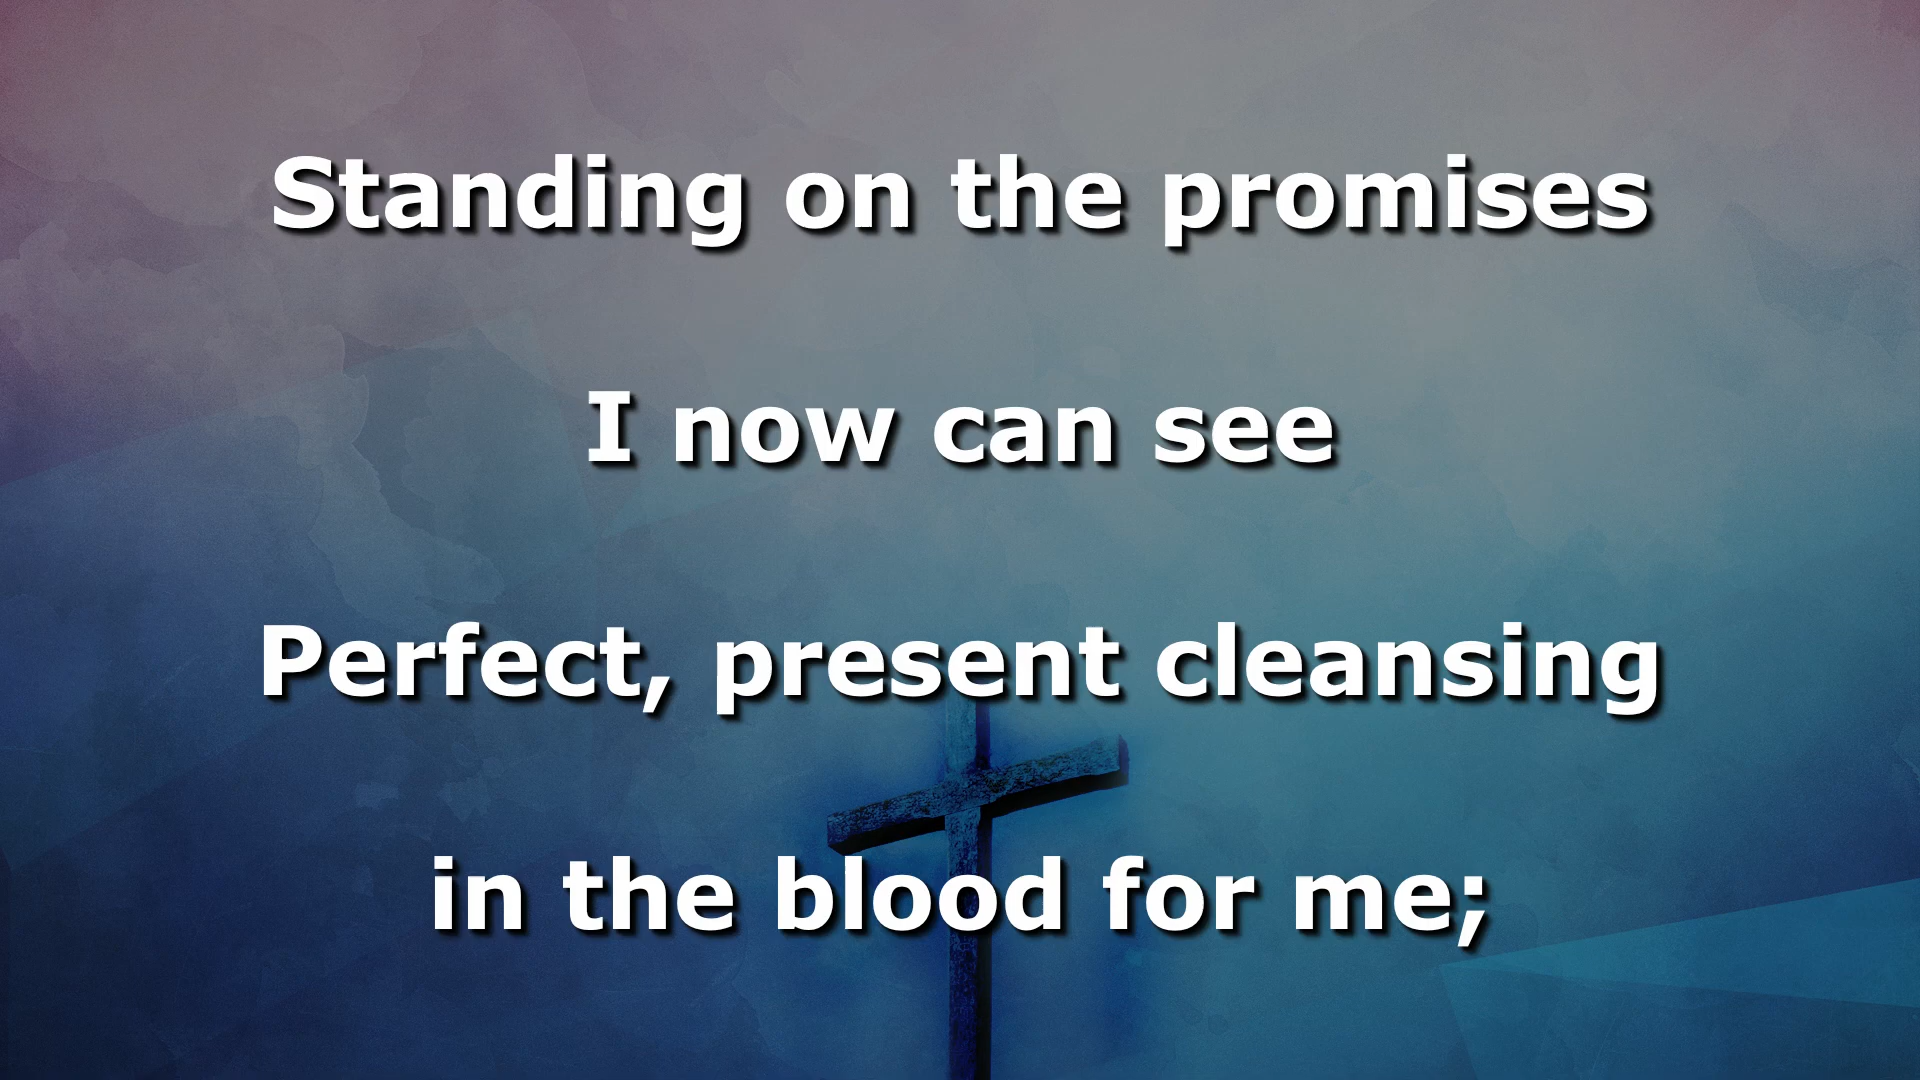 Standing on the promises
I now can see
Perfect, present cleansing
in the blood for me;